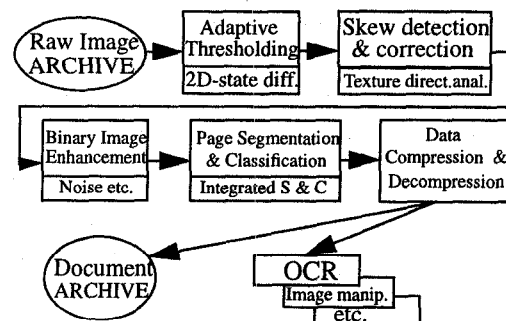 Raw Image
ARCHIVE
Adaptive
Thresholding
2D-state diff.
Skew detection
& correction
Texture direct.anal.
Binary Image
Enhancement
Noise etc.
Page Segmentation
& Classification
Integrated S & C
Data
Compression &
Decompression
Document
ARCHIVE
OCR
Image manip.
etc.